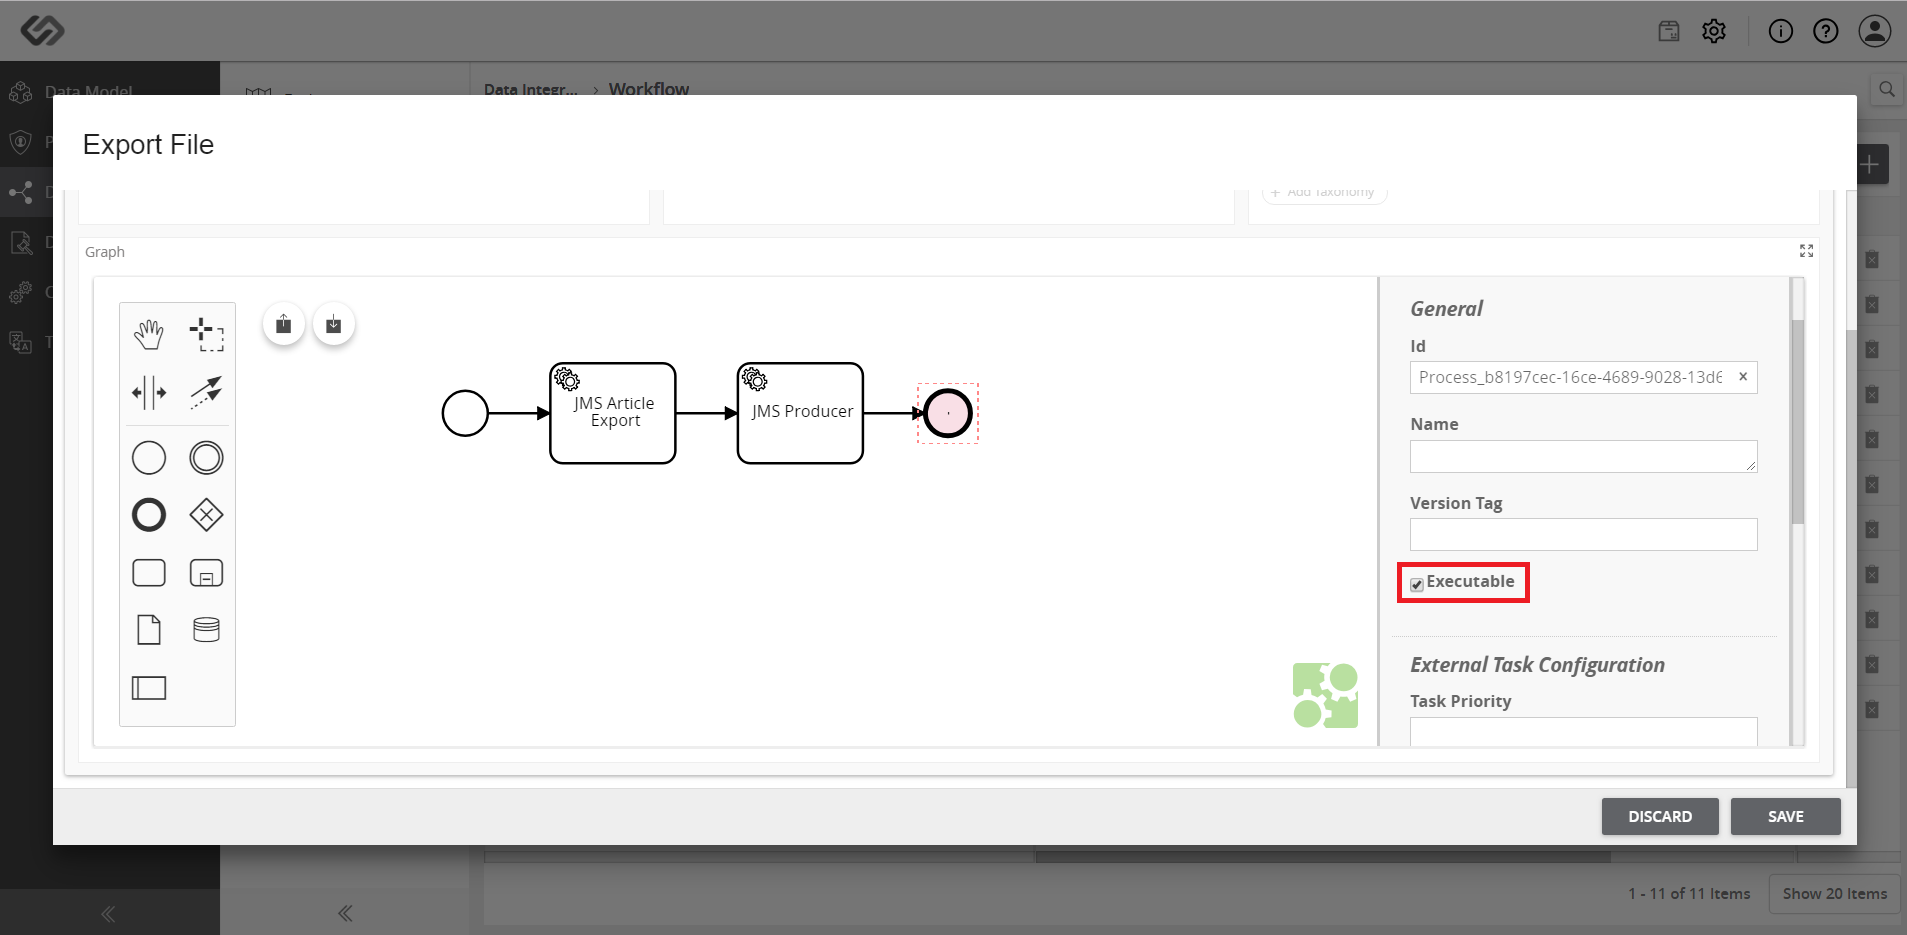 Data Model
Data Integr... › Workflow
Export File
+ Add Taxonomy
Graph
JMS Article
Export
JMS Producer
General
Id
Process_b8197cec-16ce-4689-9028-13d6
Name
Version Tag
Executable
External Task Configuration
Task Priority
DISCARD
SAVE
1 - 11 of 11 Items
Show 20 Items